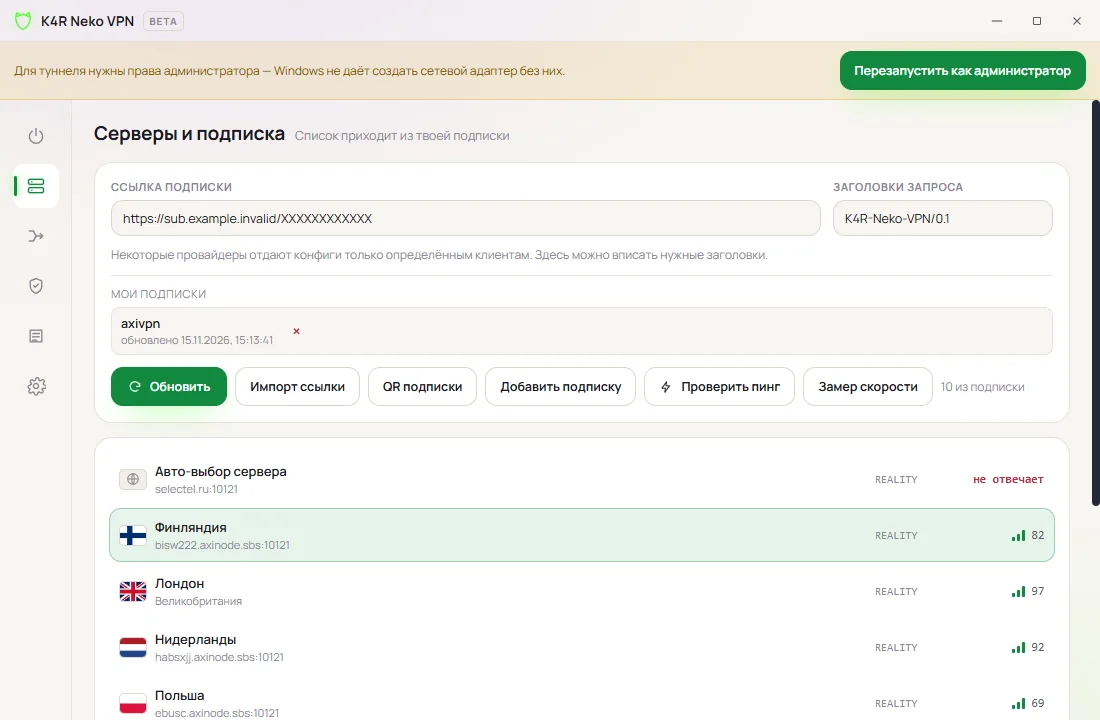 K4R Neko VPN BETA
Для туннеля нужны права администратора — Windows не даёт создать сетевой адаптер без них.
Перезапустить как администратор
Серверы и подписка Список приходит из твоей подписки
ССЫЛКА ПОДПИСКИ
ЗАГОЛОВКИ ЗАПРОСА
https://sub.example.invalid/XXXXXXXXXXXX
K4R-Neko-VPN/0.1
Некоторые провайдеры отдают конфиги только определённым клиентам. Здесь можно вписать нужные заголовки.
МОИ ПОДПИСКИ
axivpn
обновлено 15.11.2026, 15:13:41
Обновить
Импорт ссылки
QR подписки
Добавить подписку
Проверить пинг
Замер скорости
10 из подписки
Авто-выбор сервера
selectel.ru:10121
REALITY
не отвечает
Финляндия
bisw222.axinode.sbs:10121
REALITY
82
Лондон
Великобритания
REALITY
97
Нидерланды
habsxjj.axinode.sbs:10121
REALITY
92
Польша
ebusc.axinode.sbs:10121
REALITY
69